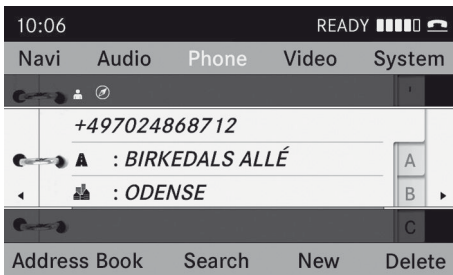 10:06 READY
Navi Audio Phone Video System
+497024868712
: BIRKEDALS ALLÉ
A
: ODENSE
B
C
Address Book Search New Delete